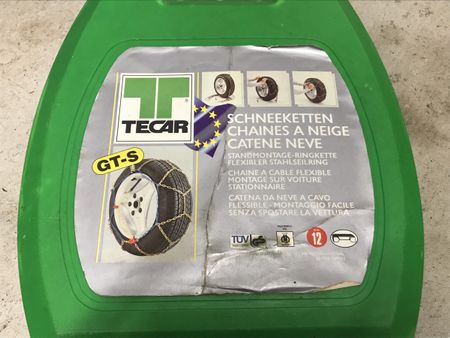 TECAR
GT-S
SCHNEEKETTEN
CHAINES A NEIGE
CATENE NEVE
STANDMONTAGE-RINGKETTE
FLEXIBLER STAHLSEILRING
CHAINE A CABLE FLEXIBLE
MONTAGE SUR VOITURE
STATIONNAIRE
CATENA DA NEVE A CAVO
FLESSIBILE - MONTAGGIO FACILE
SENZA SPOSTARE LA VETTURA
TÜV
GS
12